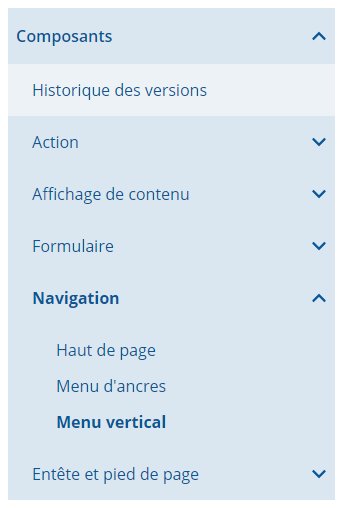 Composants
Historique des versions
Action
Affichage de contenu
Formulaire
Navigation
Haut de page
Menu d'ancres
Menu vertical
Entête et pied de page